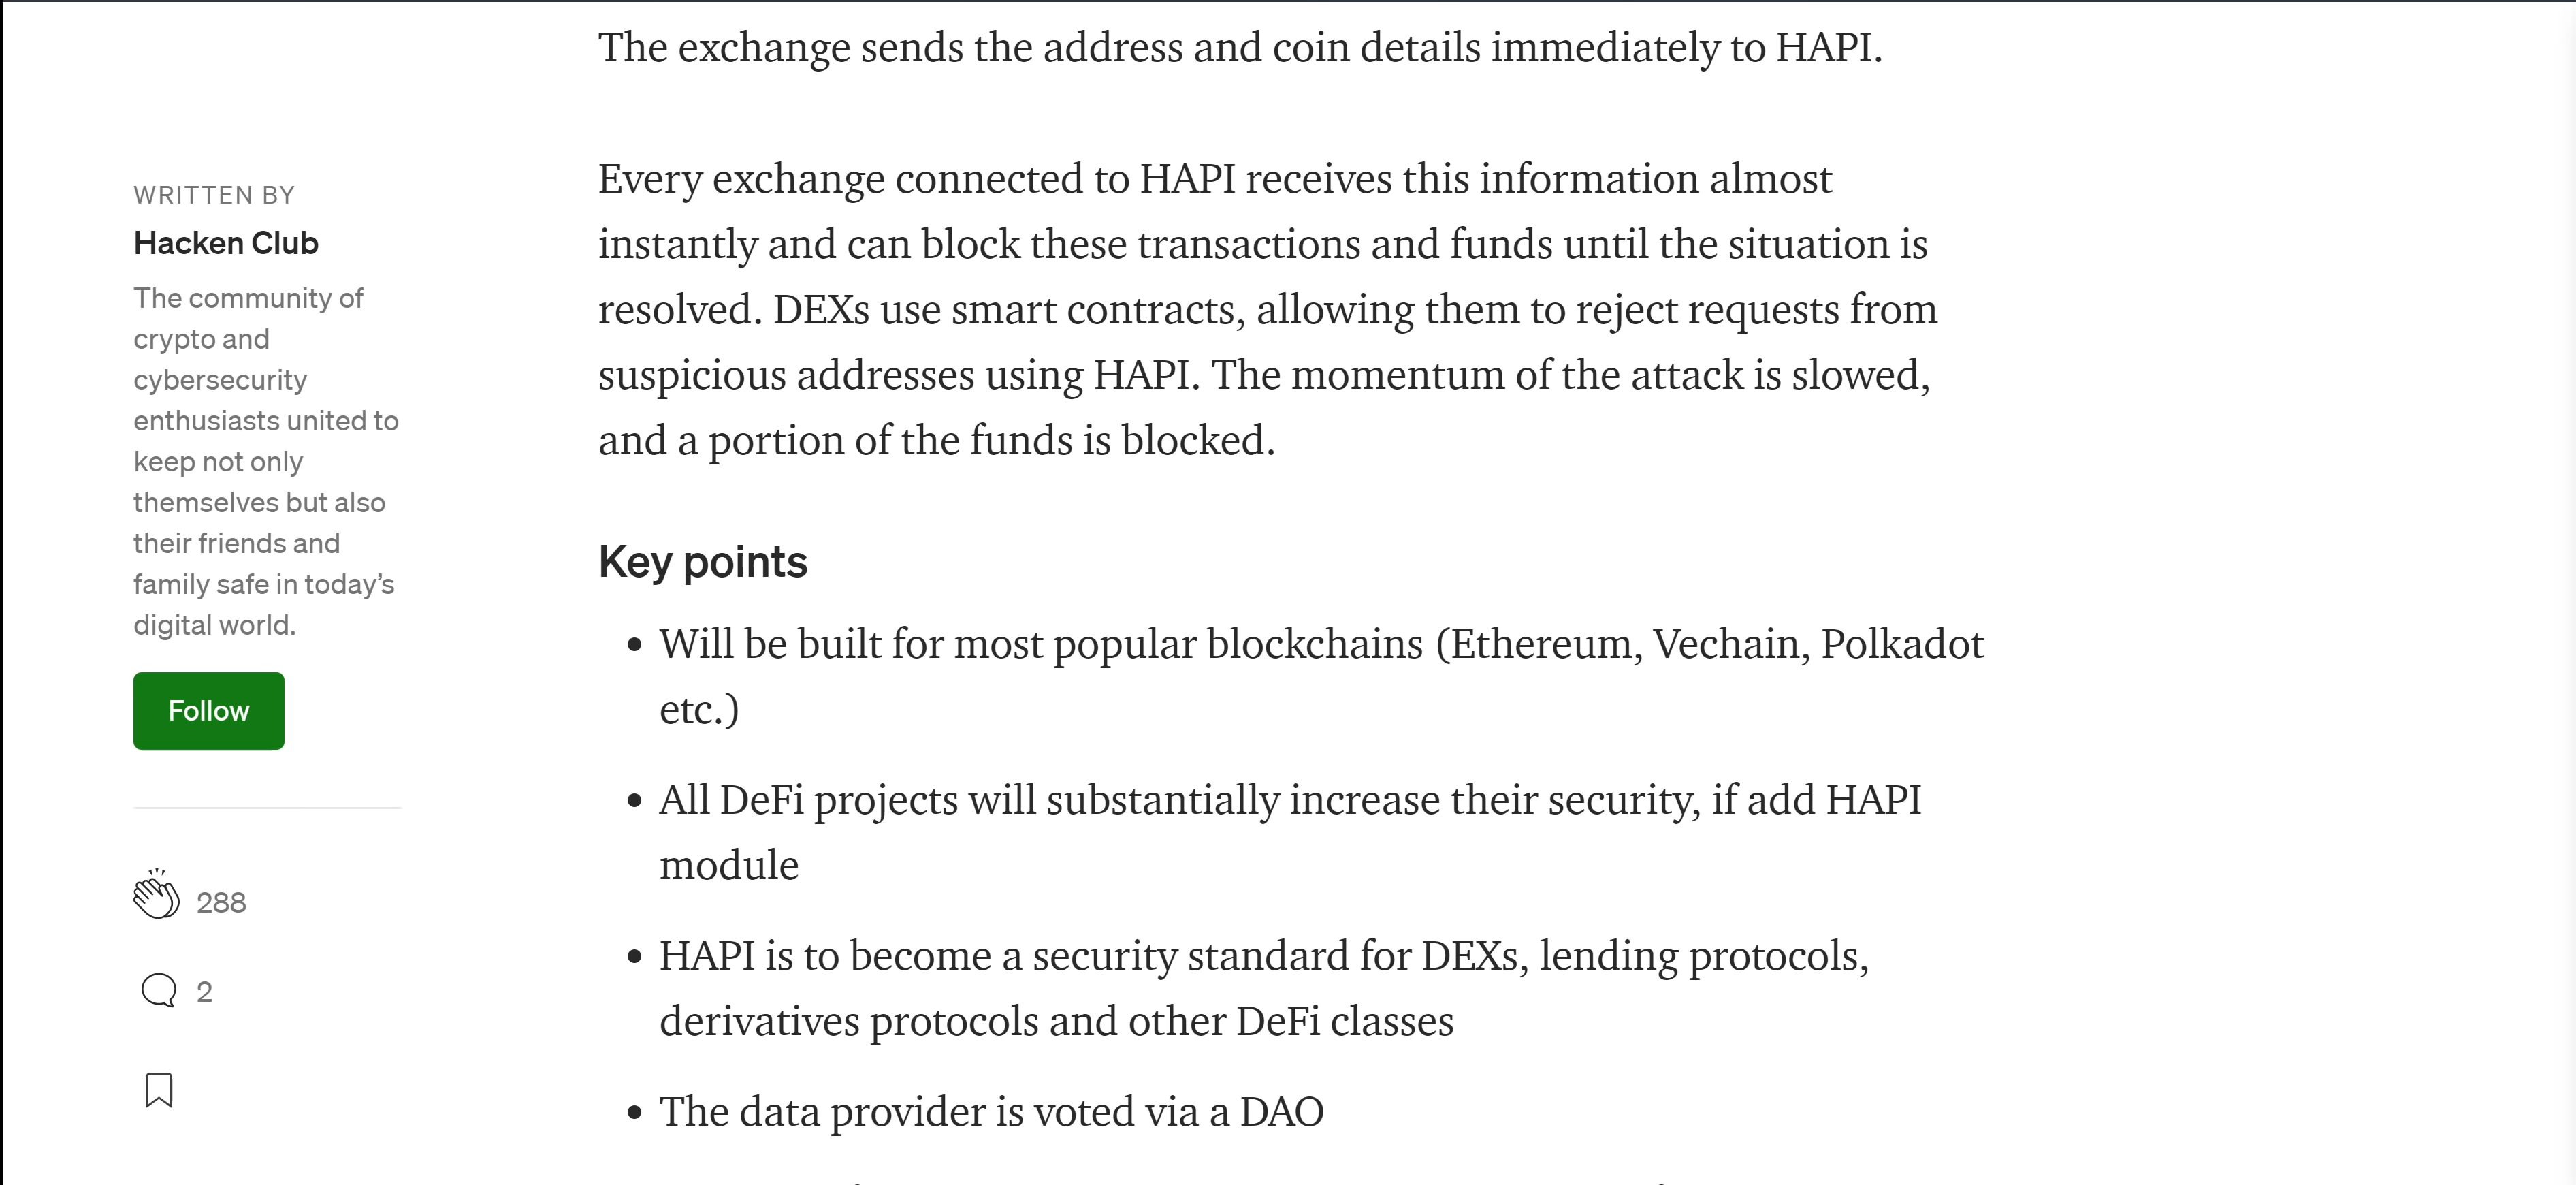 The exchange sends the address and coin details immediately to HAPI.
WRITTEN BY
Hacken Club
The community of
crypto and
cybersecurity
enthusiasts united to
keep not only
themselves but also
their friends and
family safe in today’s
digital world.
Follow
288
2
Every exchange connected to HAPI receives this information almost
instantly and can block these transactions and funds until the situation is
resolved. DEXs use smart contracts, allowing them to reject requests from
suspicious addresses using HAPI. The momentum of the attack is slowed,
and a portion of the funds is blocked.
Key points
• Will be built for most popular blockchains (Ethereum, Vechain, Polkadot
etc.)
• All DeFi projects will substantially increase their security, if add HAPI
module
• HAPI is to become a security standard for DEXs, lending protocols,
derivatives protocols and other DeFi classes
• The data provider is voted via a DAO